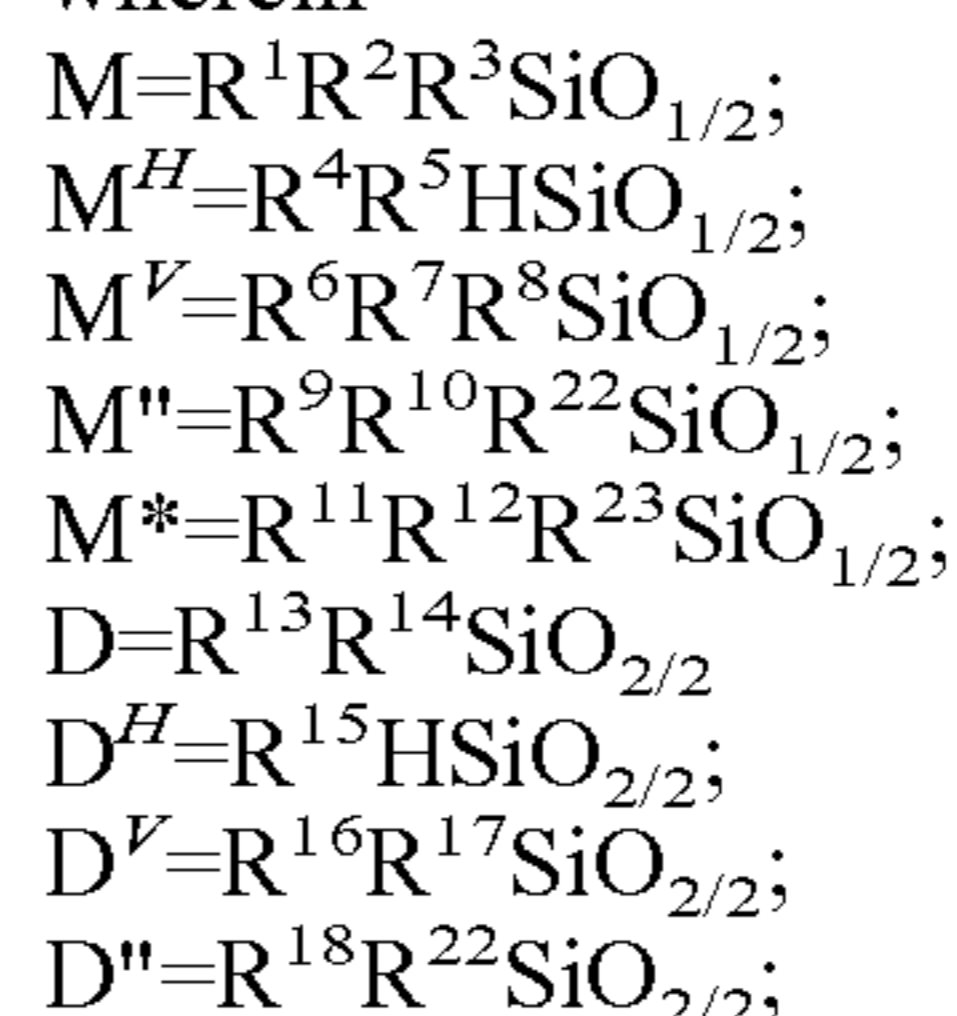 wherein
M=R¹R²R³SiO₁/₂;
Mᴴ=R⁴R⁵HSiO₁/₂;
Mⱽ=R⁶R⁷R⁸SiO₁/₂;
M"=R⁹R¹⁰R²²SiO₁/₂;
M*=R¹¹R¹²R²³SiO₁/₂;
D=R¹³R¹⁴SiO₂/₂
Dᴴ=R¹⁵HSiO₂/₂;
Dⱽ=R¹⁶R¹⁷SiO₂/₂;
D"=R¹⁸R²²SiO₂/₂;